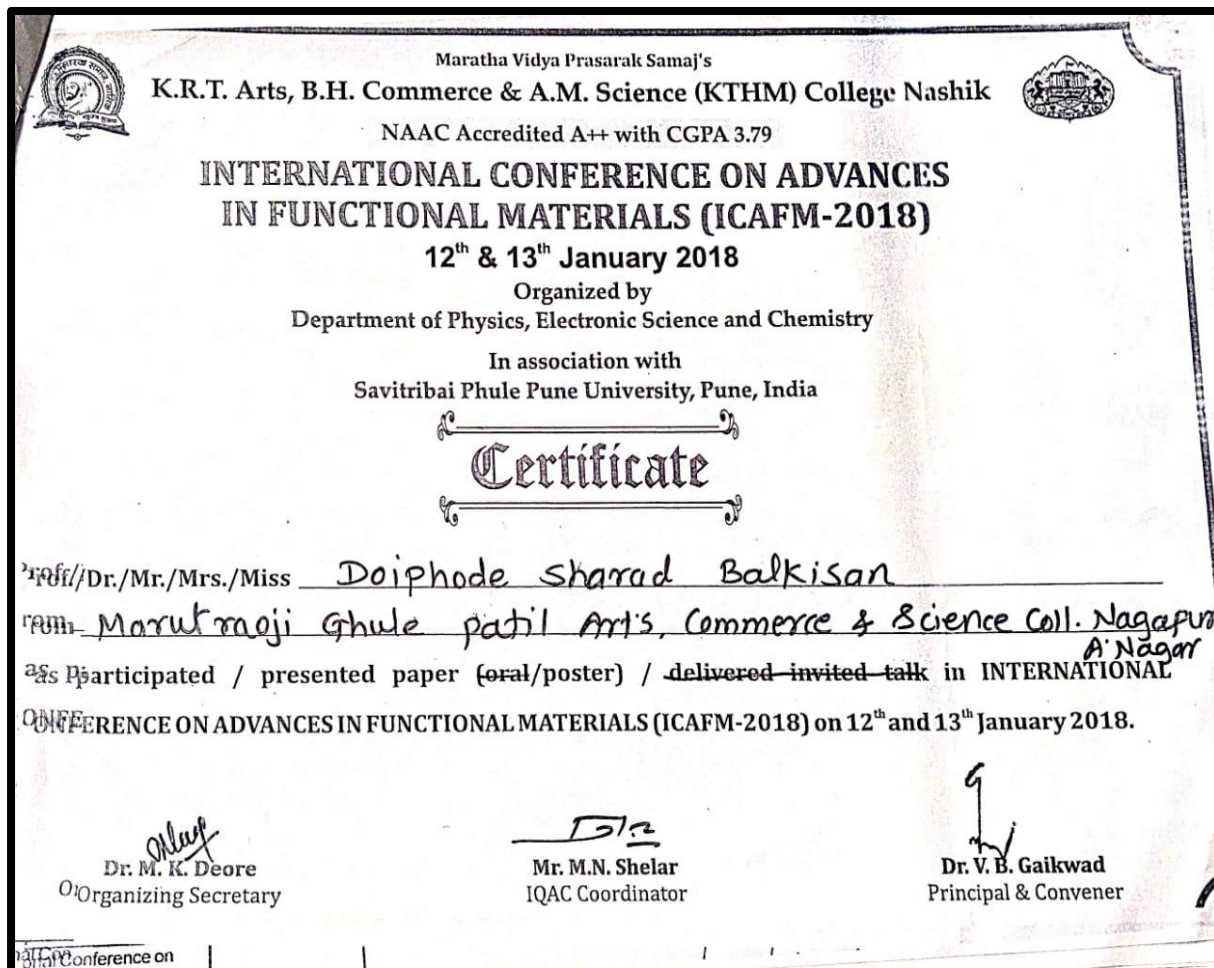 Maratha Vidya Prasarak Samaj's
K.R.T. Arts, B.H. Commerce & A.M. Science (KTHM) College Nashik
NAAC Accredited A++ with CGPA 3.79
INTERNATIONAL CONFERENCE ON ADVANCES
IN FUNCTIONAL MATERIALS (ICAFM-2018)
12th & 13th January 2018
Organized by
Department of Physics, Electronic Science and Chemistry
In association with
Savitribai Phule Pune University, Pune, India
Certificate
/Dr./Mr./Mrs./Miss Doiphode Sharad Balkisan
Marutraoji Ghule patil Art's, Commerce & Science Coll. Nagapur
A'Nagar
participated / presented paper (oral/poster) / delivered invited talk in INTERNATIONAL
CONFERENCE ON ADVANCES IN FUNCTIONAL MATERIALS (ICAFM-2018) on 12th and 13th January 2018.
Dr. M. K. Deore
Organizing Secretary
Mr. M.N. Shelar
IQAC Coordinator
Dr. V. B. Gaikwad
Principal & Convener
Conference on